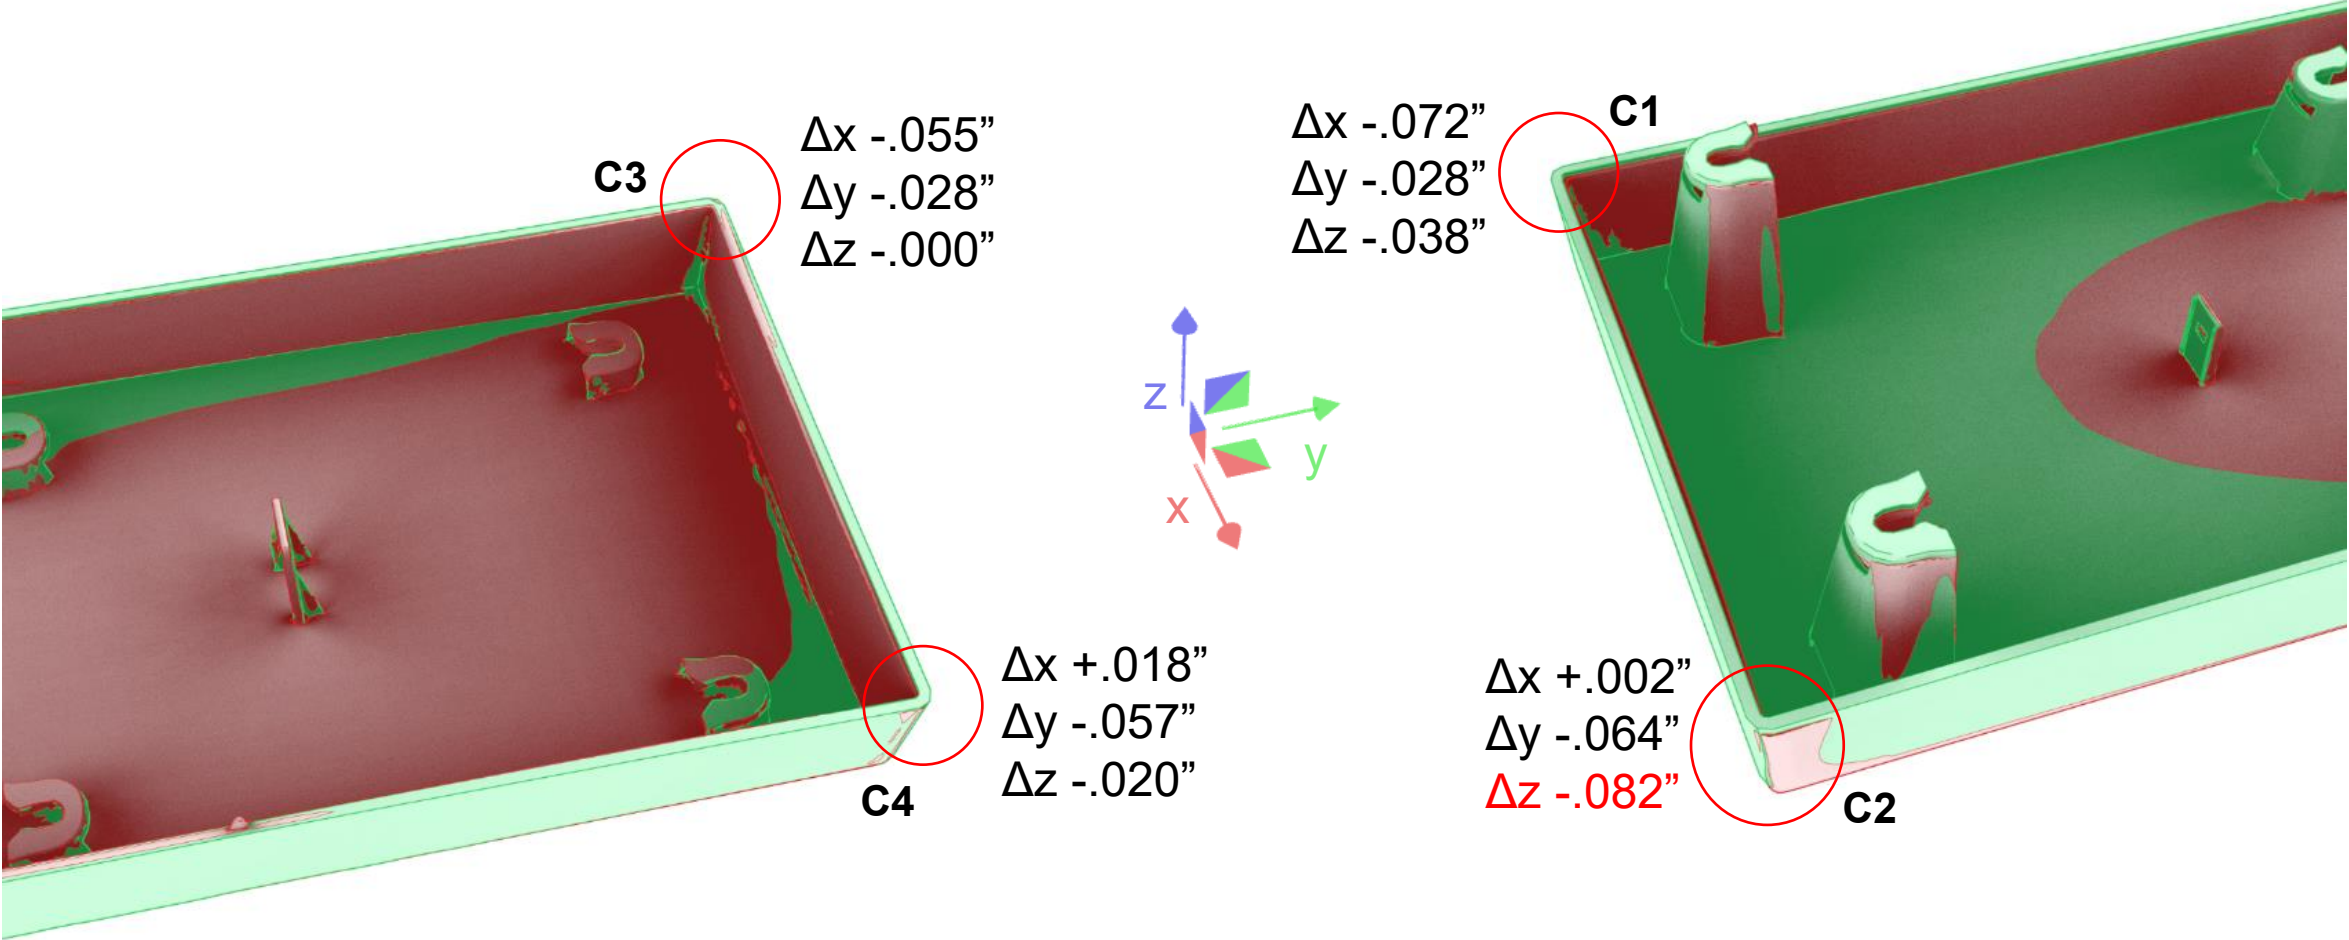 C3
Δx -.055”
Δy -.028”
Δz -.000”
Δx -.072”
Δy -.028”
Δz -.038”
C1
z
y
x
Δx +.018”
Δy -.057”
Δz -.020”
C4
Δx +.002”
Δy -.064”
Δz -.082”
C2